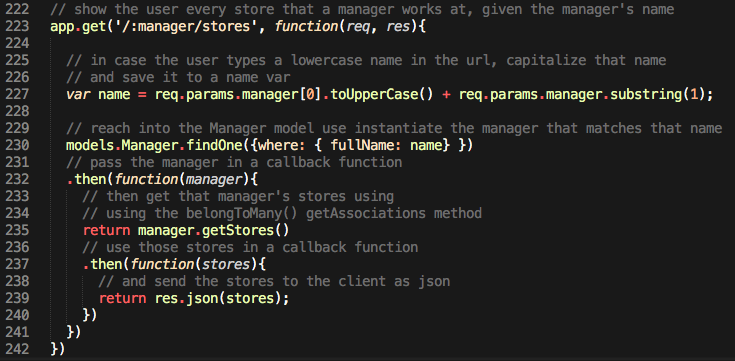 222 // show the user every store that a manager works at, given the manager's name
223 app.get('/:manager/stores', function(req, res){
224
225 // in case the user types a lowercase name in the url, capitalize that name
226 // and save it to a name var
227 var name = req.params.manager[0].toUpperCase() + req.params.manager.substring(1);
228
229 // reach into the Manager model use instantiate the manager that matches that name
230 models.Manager.findOne({where: { fullName: name} })
231 // pass the manager in a callback function
232 .then(function(manager){
233 // then get that manager's stores using
234 // using the belongToMany() getAssociations method
235 return manager.getStores()
236 // use those stores in a callback function
237 .then(function(stores){
238 // and send the stores to the client as json
239 return res.json(stores);
240 })
241 })
242 })